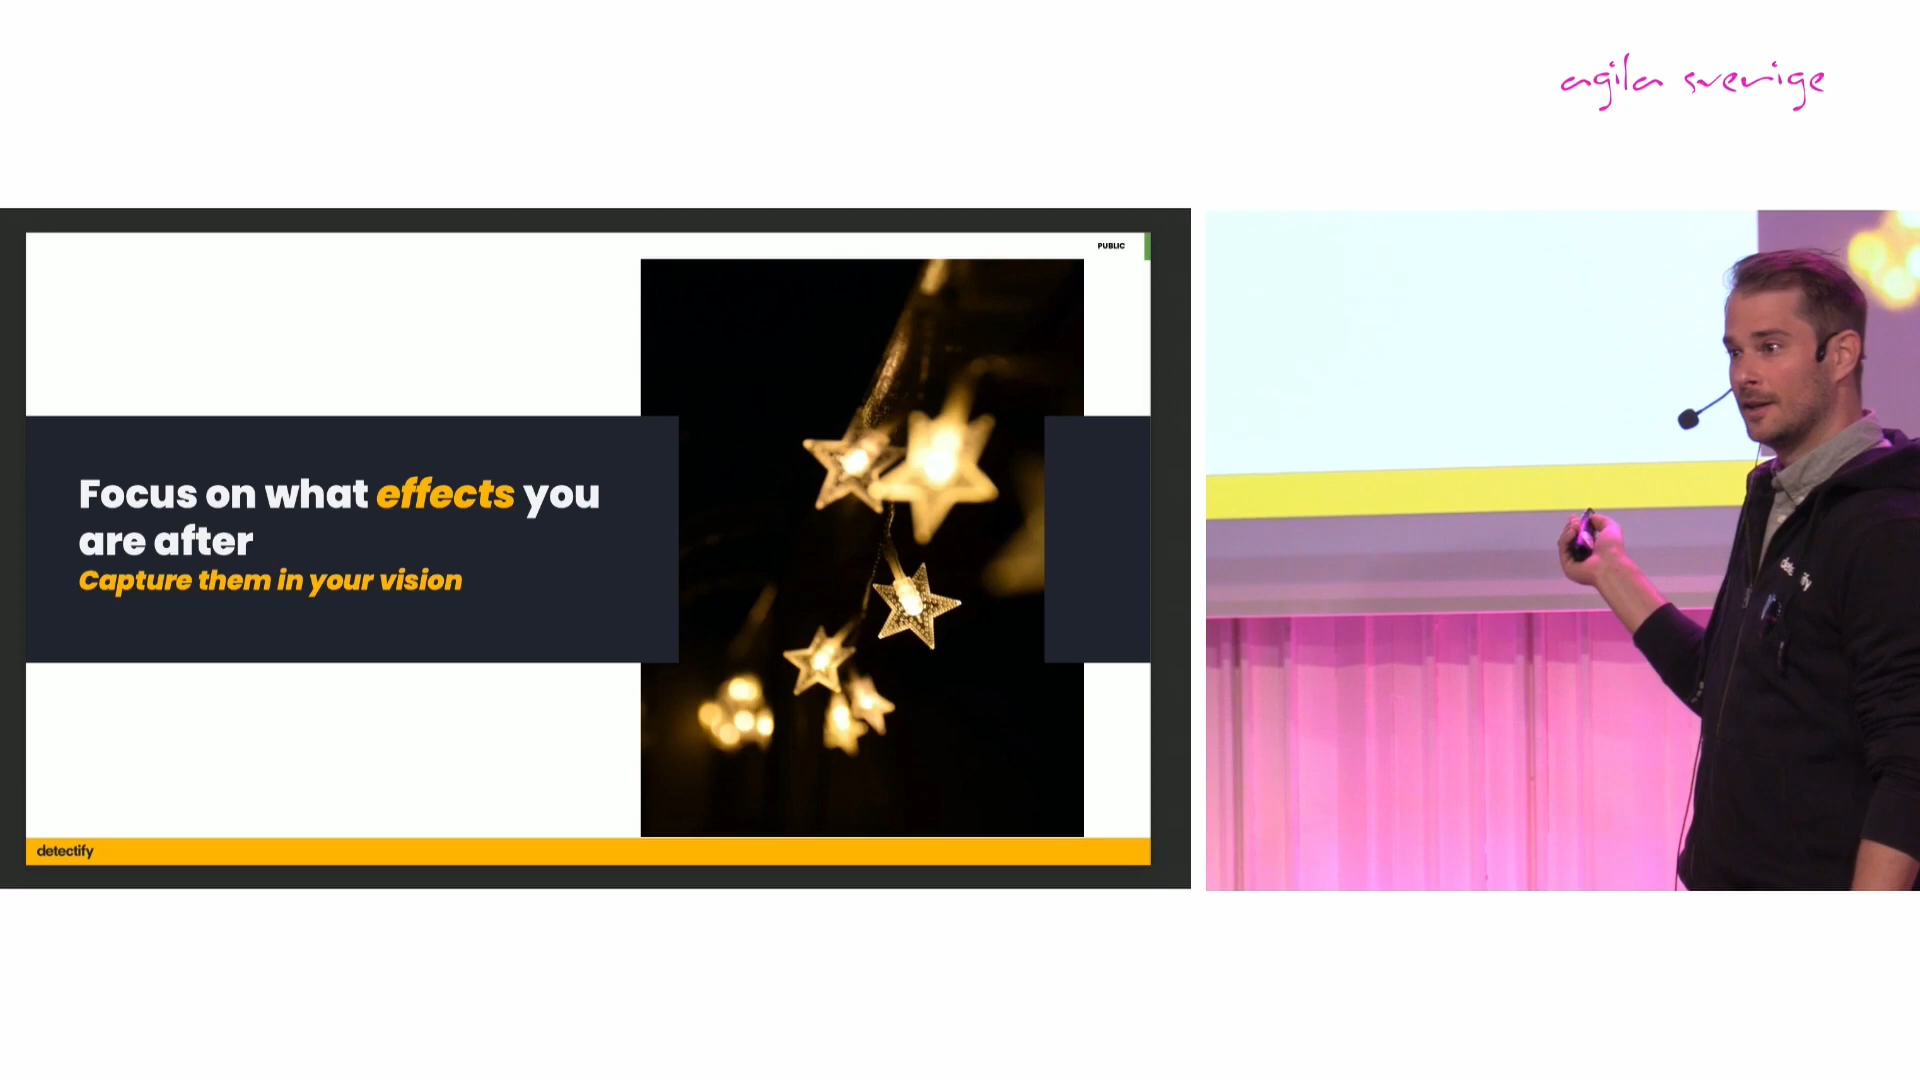 agila sverige
PUBLIC
Focus on what effects you
are after
Capture them in your vision
detectify